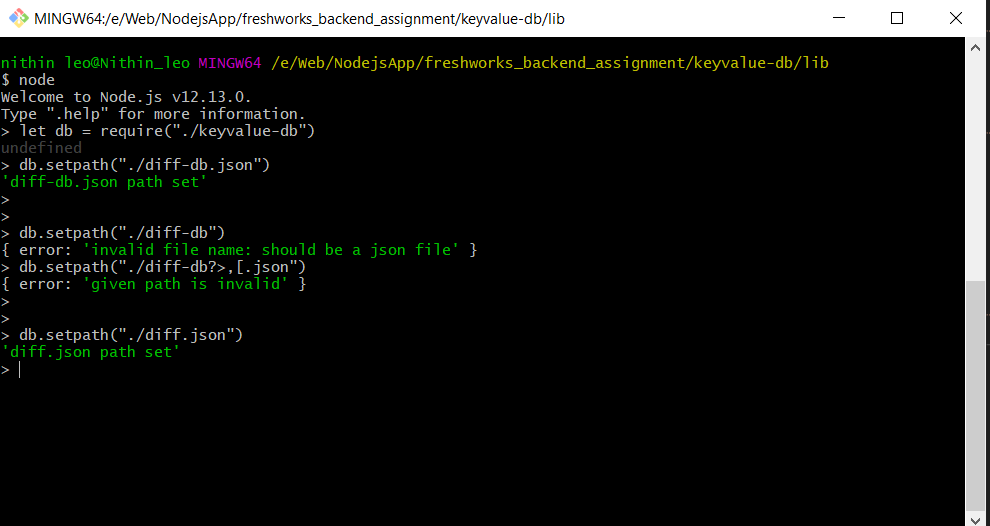 MINGW64:/e/Web/NodejsApp/freshworks_backend_assignment/keyvalue-db/lib
nithin leo@Nithin_leo MINGW64 /e/Web/NodejsApp/freshworks_backend_assignment/keyvalue-db/lib
$ node
Welcome to Node.js v12.13.0.
Type ".help" for more information.
> let db = require("./keyvalue-db")
undefined
> db.setpath("./diff-db.json")
'diff-db.json path set'
>
>
> db.setpath("./diff-db")
{ error: 'invalid file name: should be a json file' }
> db.setpath("./diff-db?>,[.json")
{ error: 'given path is invalid' }
>
>
> db.setpath("./diff.json")
'diff.json path set'
>